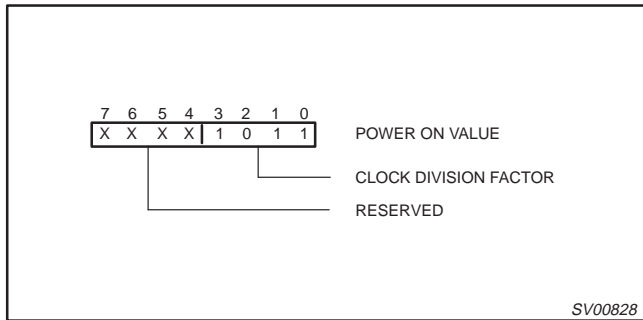 7 6 5 4 3 2 1 0
X X X X 1 0 1 1 POWER ON VALUE
CLOCK DIVISION FACTOR
RESERVED
SV00828